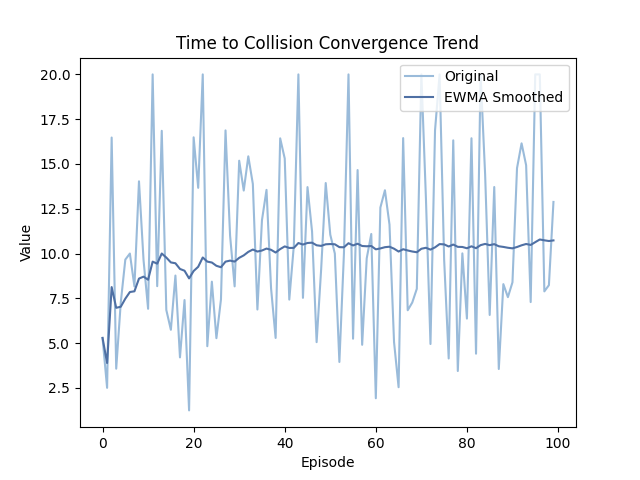 Time to Collision Convergence Trend
Original
EWMA Smoothed
20.0
17.5
15.0
12.5
10.0
7.5
5.0
2.5
Value
0 20 40 60 80 100
Episode